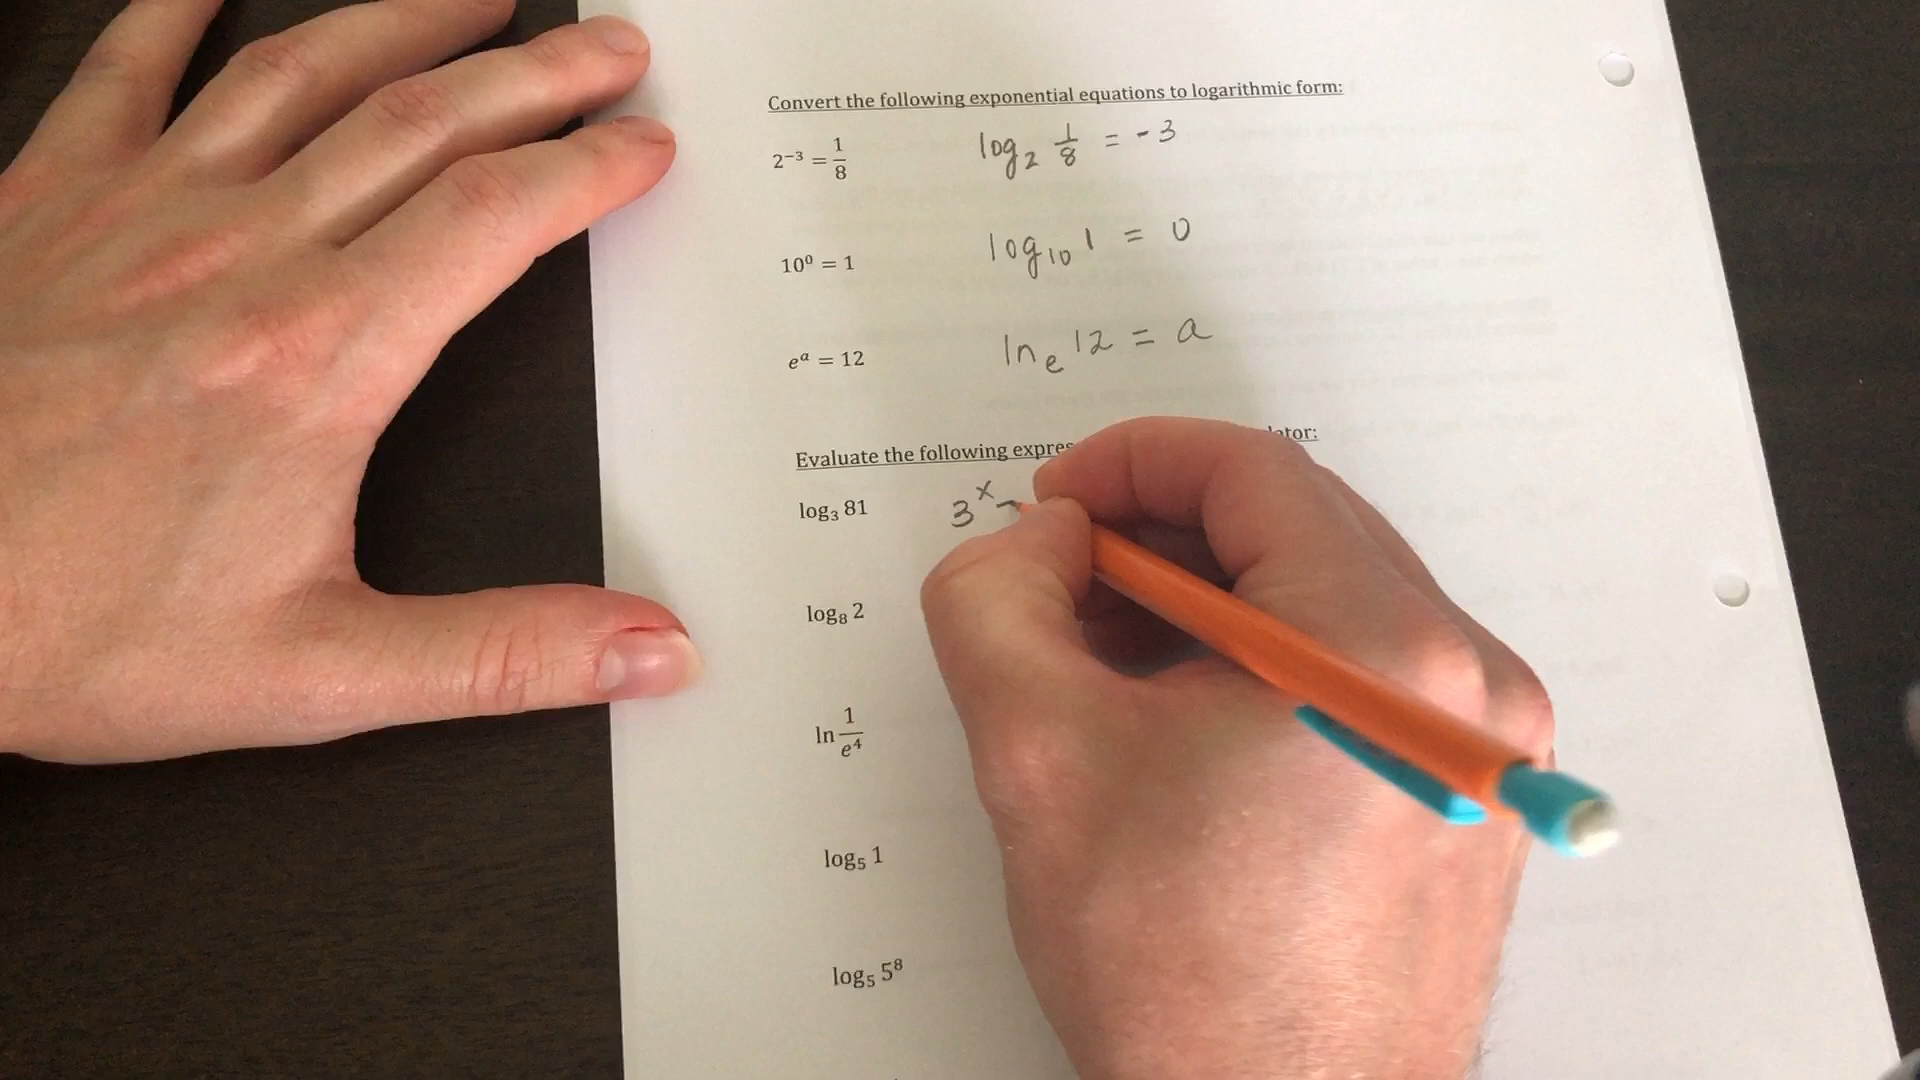 Convert the following exponential equations to logarithmic form:
2⁻³ = 1/8 log₂ 1/8 = -3
10⁰ = 1 log₁₀ 1 = 0
eᵃ = 12 lnₑ 12 = a
Evaluate the following
log₃ 81 3ˣ
log₈ 2
ln 1/e⁴
log₅ 1
log₅ 5⁸